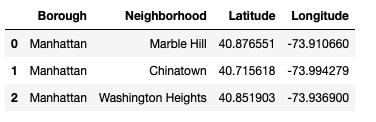 Borough Neighborhood Latitude Longitude
0 Manhattan Marble Hill 40.876551 -73.910660
1 Manhattan Chinatown 40.715618 -73.994279
2 Manhattan Washington Heights 40.851903 -73.936900